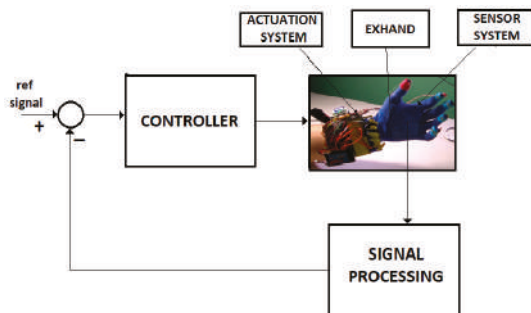 ACTUATION
SYSTEM
EXHAND
SENSOR
SYSTEM
ref
signal
+
−
CONTROLLER
SIGNAL
PROCESSING